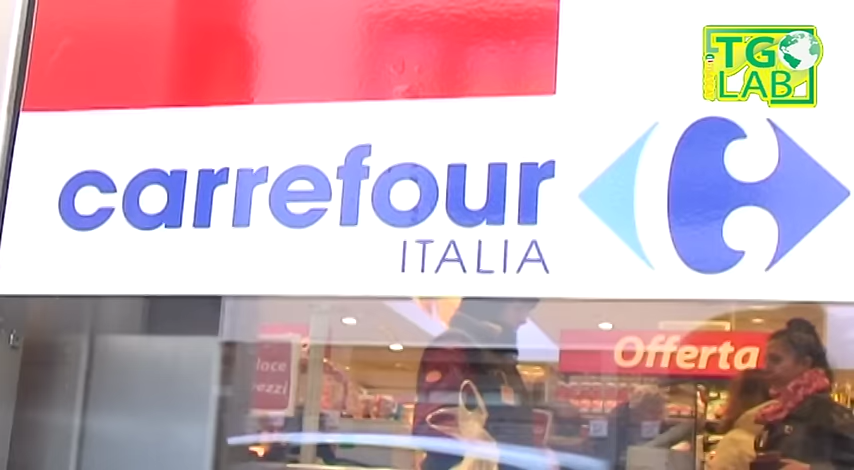 TG
LAB
carrefour
ITALIA
Offerta